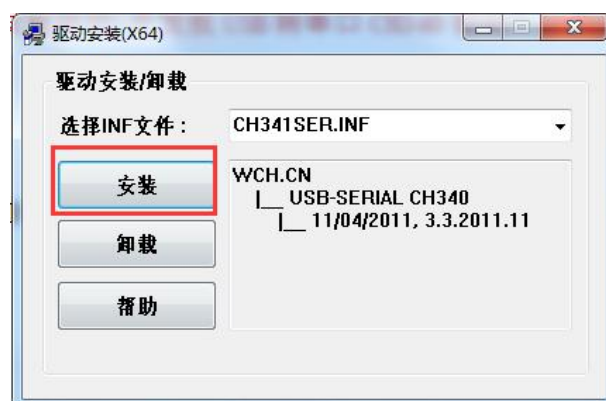 驱动安装(X64)
驱动安装/卸载
选择INF文件：
CH341SER.INF
安装
WCH.CN
|__ USB-SERIAL CH340
|__ 11/04/2011, 3.3.2011.11
卸载
帮助